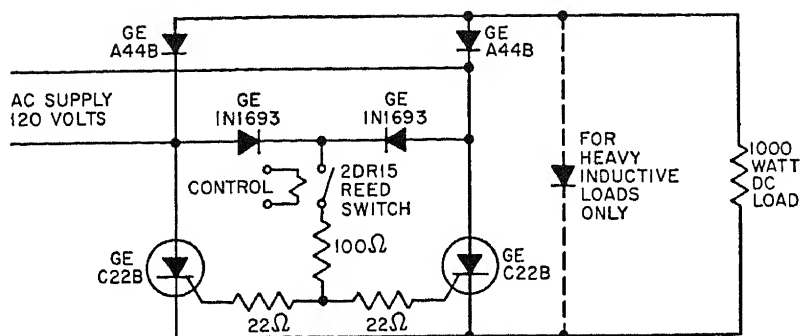 GE
A44B
GE
A44B
AC SUPPLY
120 VOLTS
GE
1N1693
GE
1N1693
CONTROL
2DR15
REED
SWITCH
FOR
HEAVY
INDUCTIVE
LOADS
ONLY
1000
WATT
DC
LOAD
100Ω
GE
C22B
GE
C22B
22Ω
22Ω